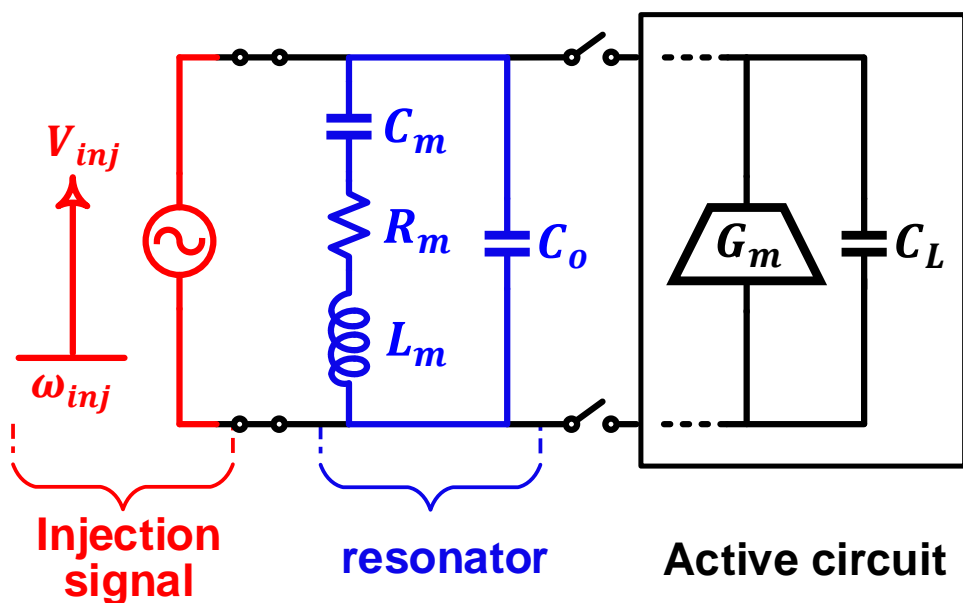 V_inj
ω_inj
C_m
R_m
L_m
C_o
G_m
C_L
Injection
signal
resonator
Active circuit